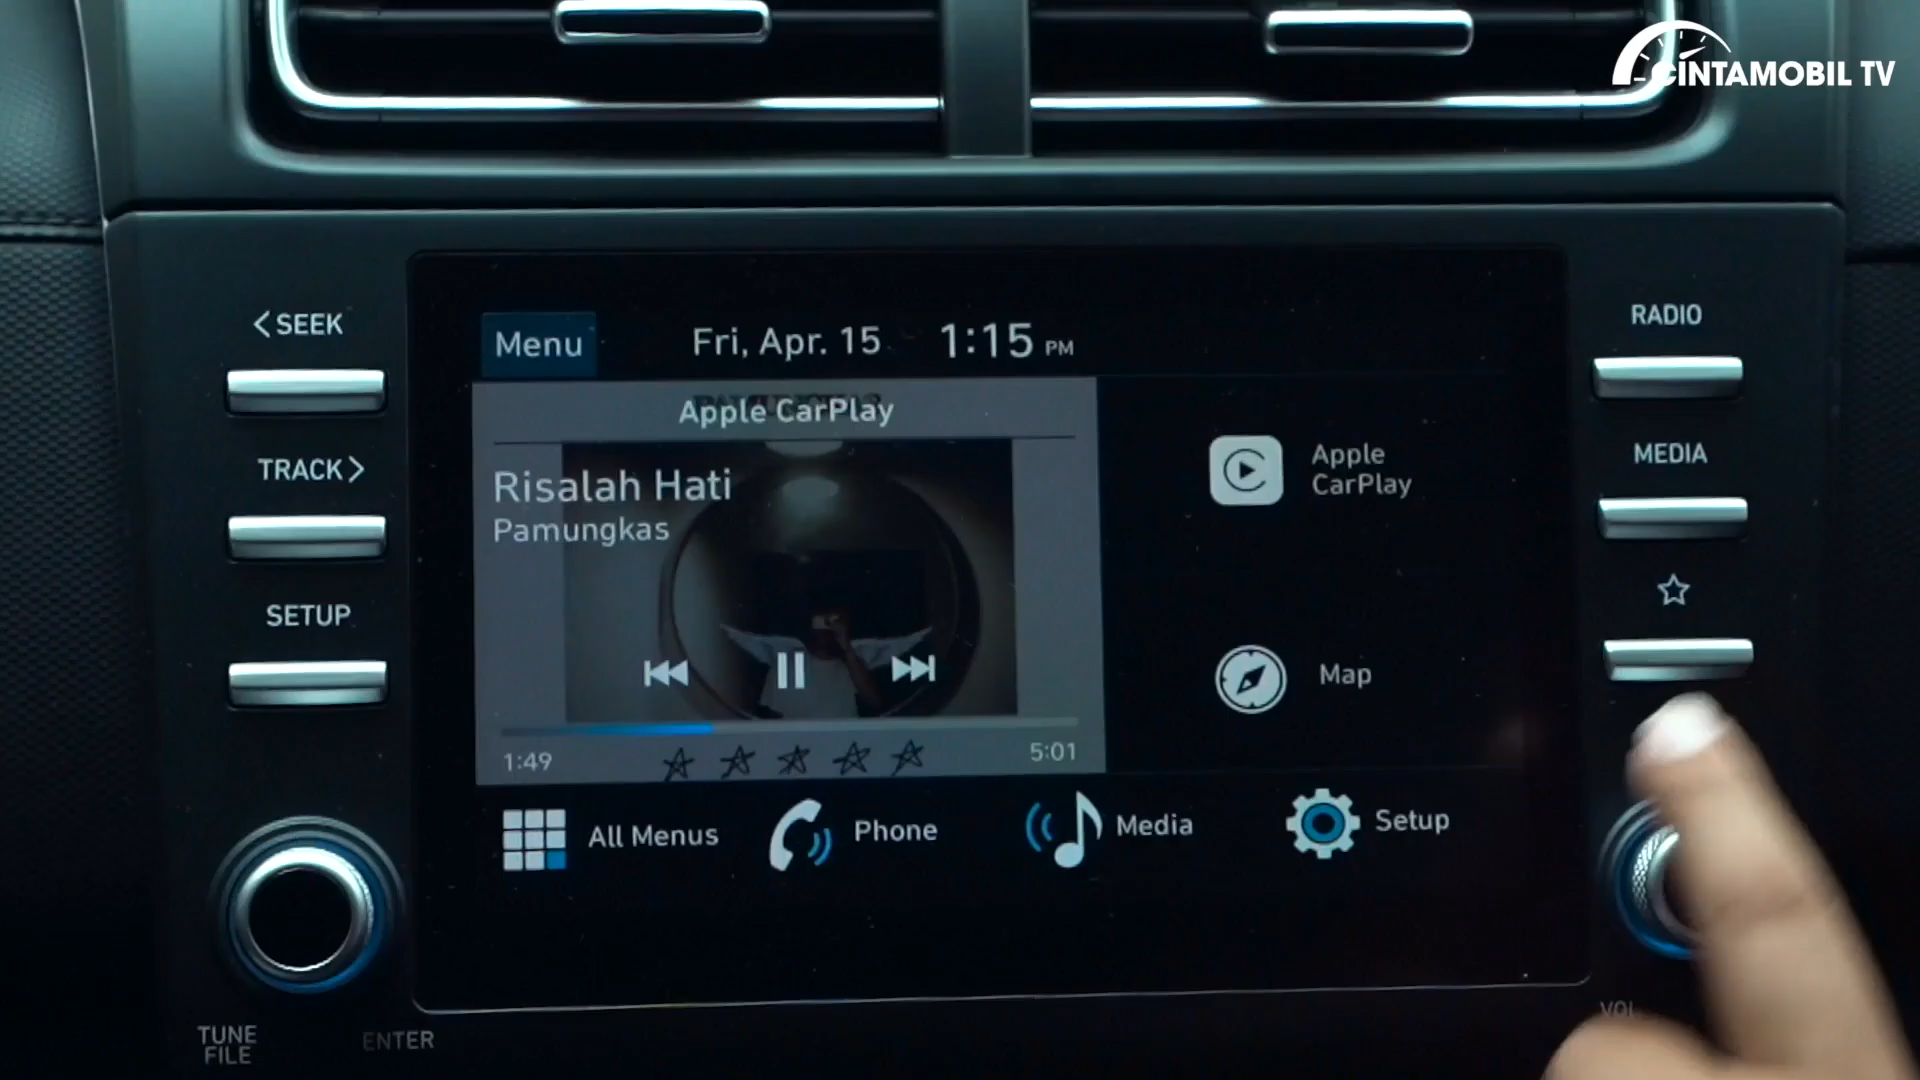 CINTAMOBIL TV
<SEEK
TRACK>
SETUP
TUNE
FILE
ENTER
Menu
Fri, Apr. 15
1:15 PM
Apple CarPlay
Risalah Hati
Pamungkas
1:49
5:01
Apple
CarPlay
Map
All Menus
Phone
Media
Setup
RADIO
MEDIA
VOL